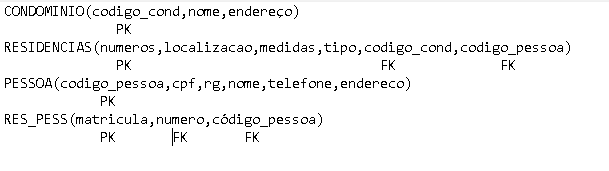 CONDOMINIO(codigo_cond,nome,endereço)
PK
RESIDENCIAS(numeros,localizacao,medidas,tipo,codigo_cond,codigo_pessoa)
PK FK FK
PESSOA(codigo_pessoa,cpf,rg,nome,telefone,endereco)
PK
RES_PESS(matricula,numero,código_pessoa)
PK FK FK